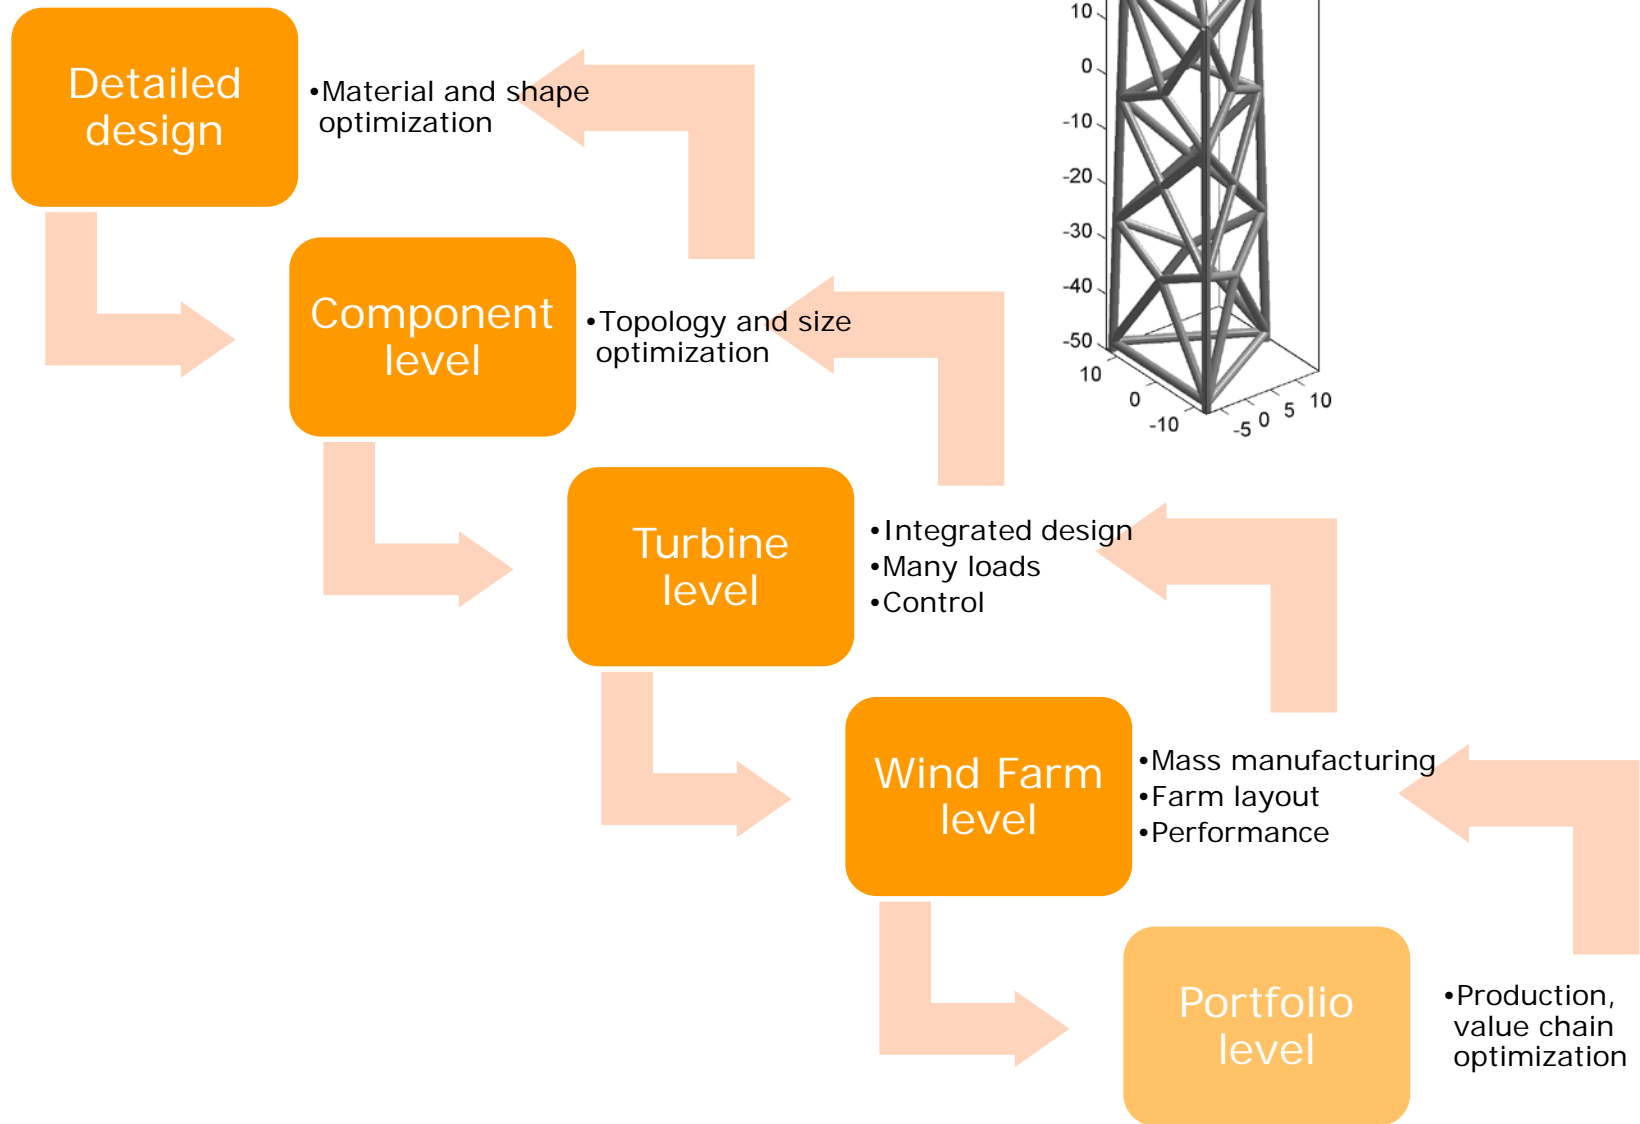 Detailed
design
•Material and shape
optimization
10
0
-10
-20
-30
-40
-50
10
0
-10
-5
0
5
10
Component
level
•Topology and size
optimization
Turbine
level
•Integrated design
•Many loads
•Control
Wind Farm
level
•Mass manufacturing
•Farm layout
•Performance
Portfolio
level
•Production,
value chain
optimization